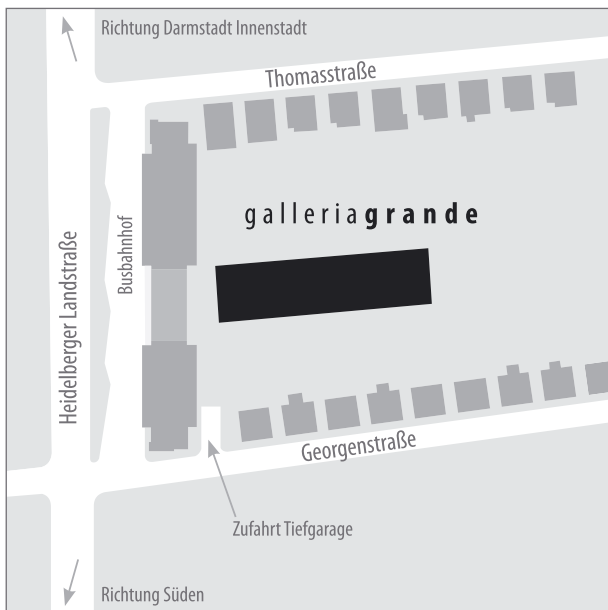 Richtung Darmstadt Innenstadt
Thomasstraße
galleriagrande
Busbahnhof
Heidelberger Landstraße
Georgenstraße
Zufahrt Tiefgarage
Richtung Süden